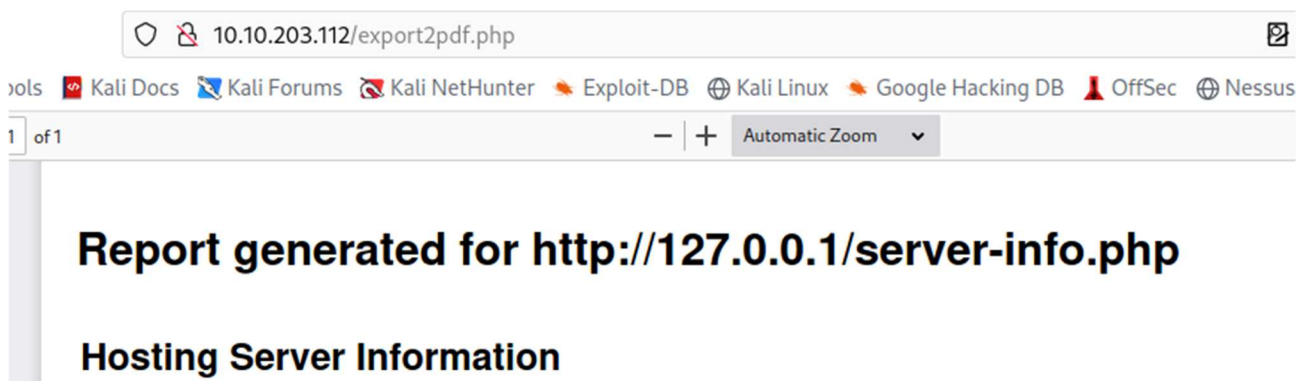 10.10.203.112/export2pdf.php
ools Kali Docs Kali Forums Kali NetHunter Exploit-DB Kali Linux Google Hacking DB OffSec Nessus
1 of 1 Automatic Zoom
Report generated for http://127.0.0.1/server-info.php
Hosting Server Information